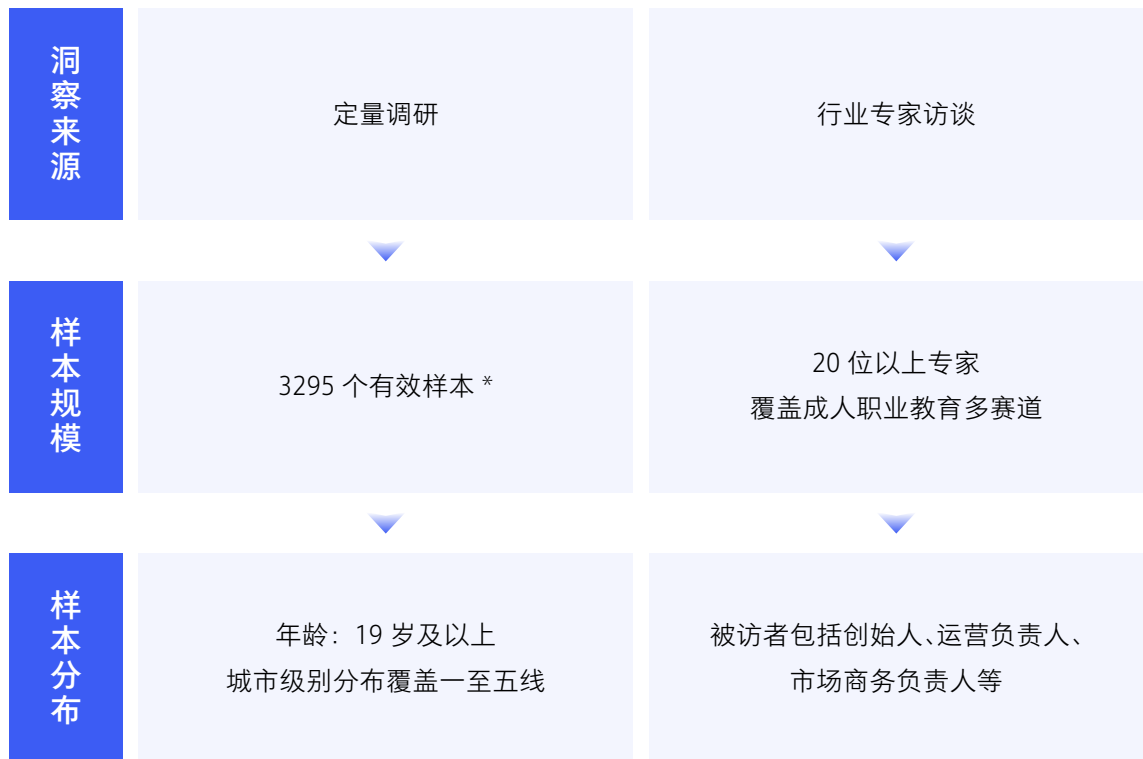 洞察来源
定量调研
行业专家访谈
样本规模
3295 个有效样本 *
20 位以上专家
覆盖成人职业教育多赛道
样本分布
年龄：19 岁及以上
城市级别分布覆盖一至五线
被访者包括创始人、运营负责人、
市场商务负责人等